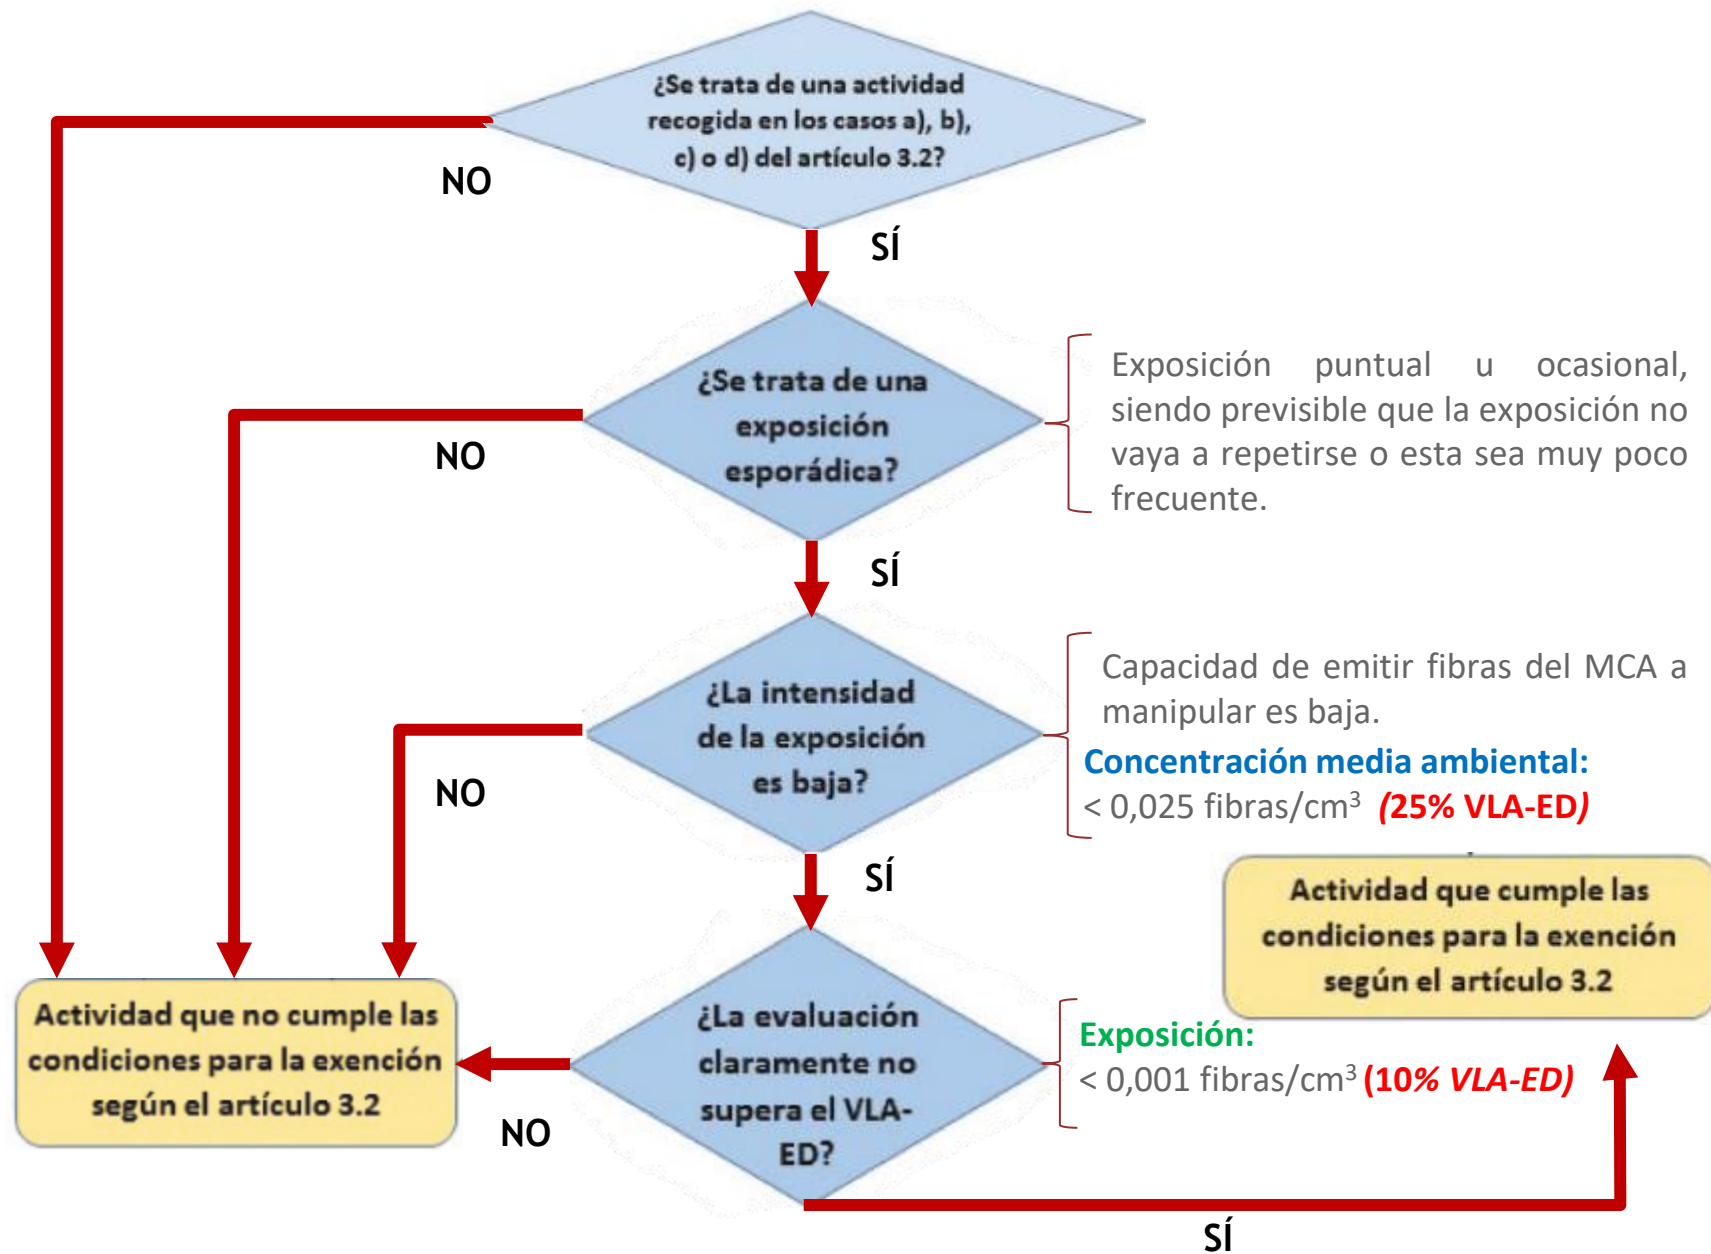 ¿Se trata de una actividad
recogida en los casos a), b),
c) o d) del artículo 3.2?
NO
SÍ
¿Se trata de una
exposición
esporádica?
Exposición puntual u ocasional,
siendo previsible que la exposición no
vaya a repetirse o esta sea muy poco
frecuente.
NO
SÍ
¿La intensidad
de la exposición
es baja?
Capacidad de emitir fibras del MCA a
manipular es baja.
Concentración media ambiental:
< 0,025 fibras/cm³ (25% VLA-ED)
NO
SÍ
Actividad que cumple las
condiciones para la exención
según el artículo 3.2
Actividad que no cumple las
condiciones para la exención
según el artículo 3.2
¿La evaluación
claramente no
supera el VLA-
ED?
Exposición:
< 0,001 fibras/cm³ (10% VLA-ED)
NO
SÍ